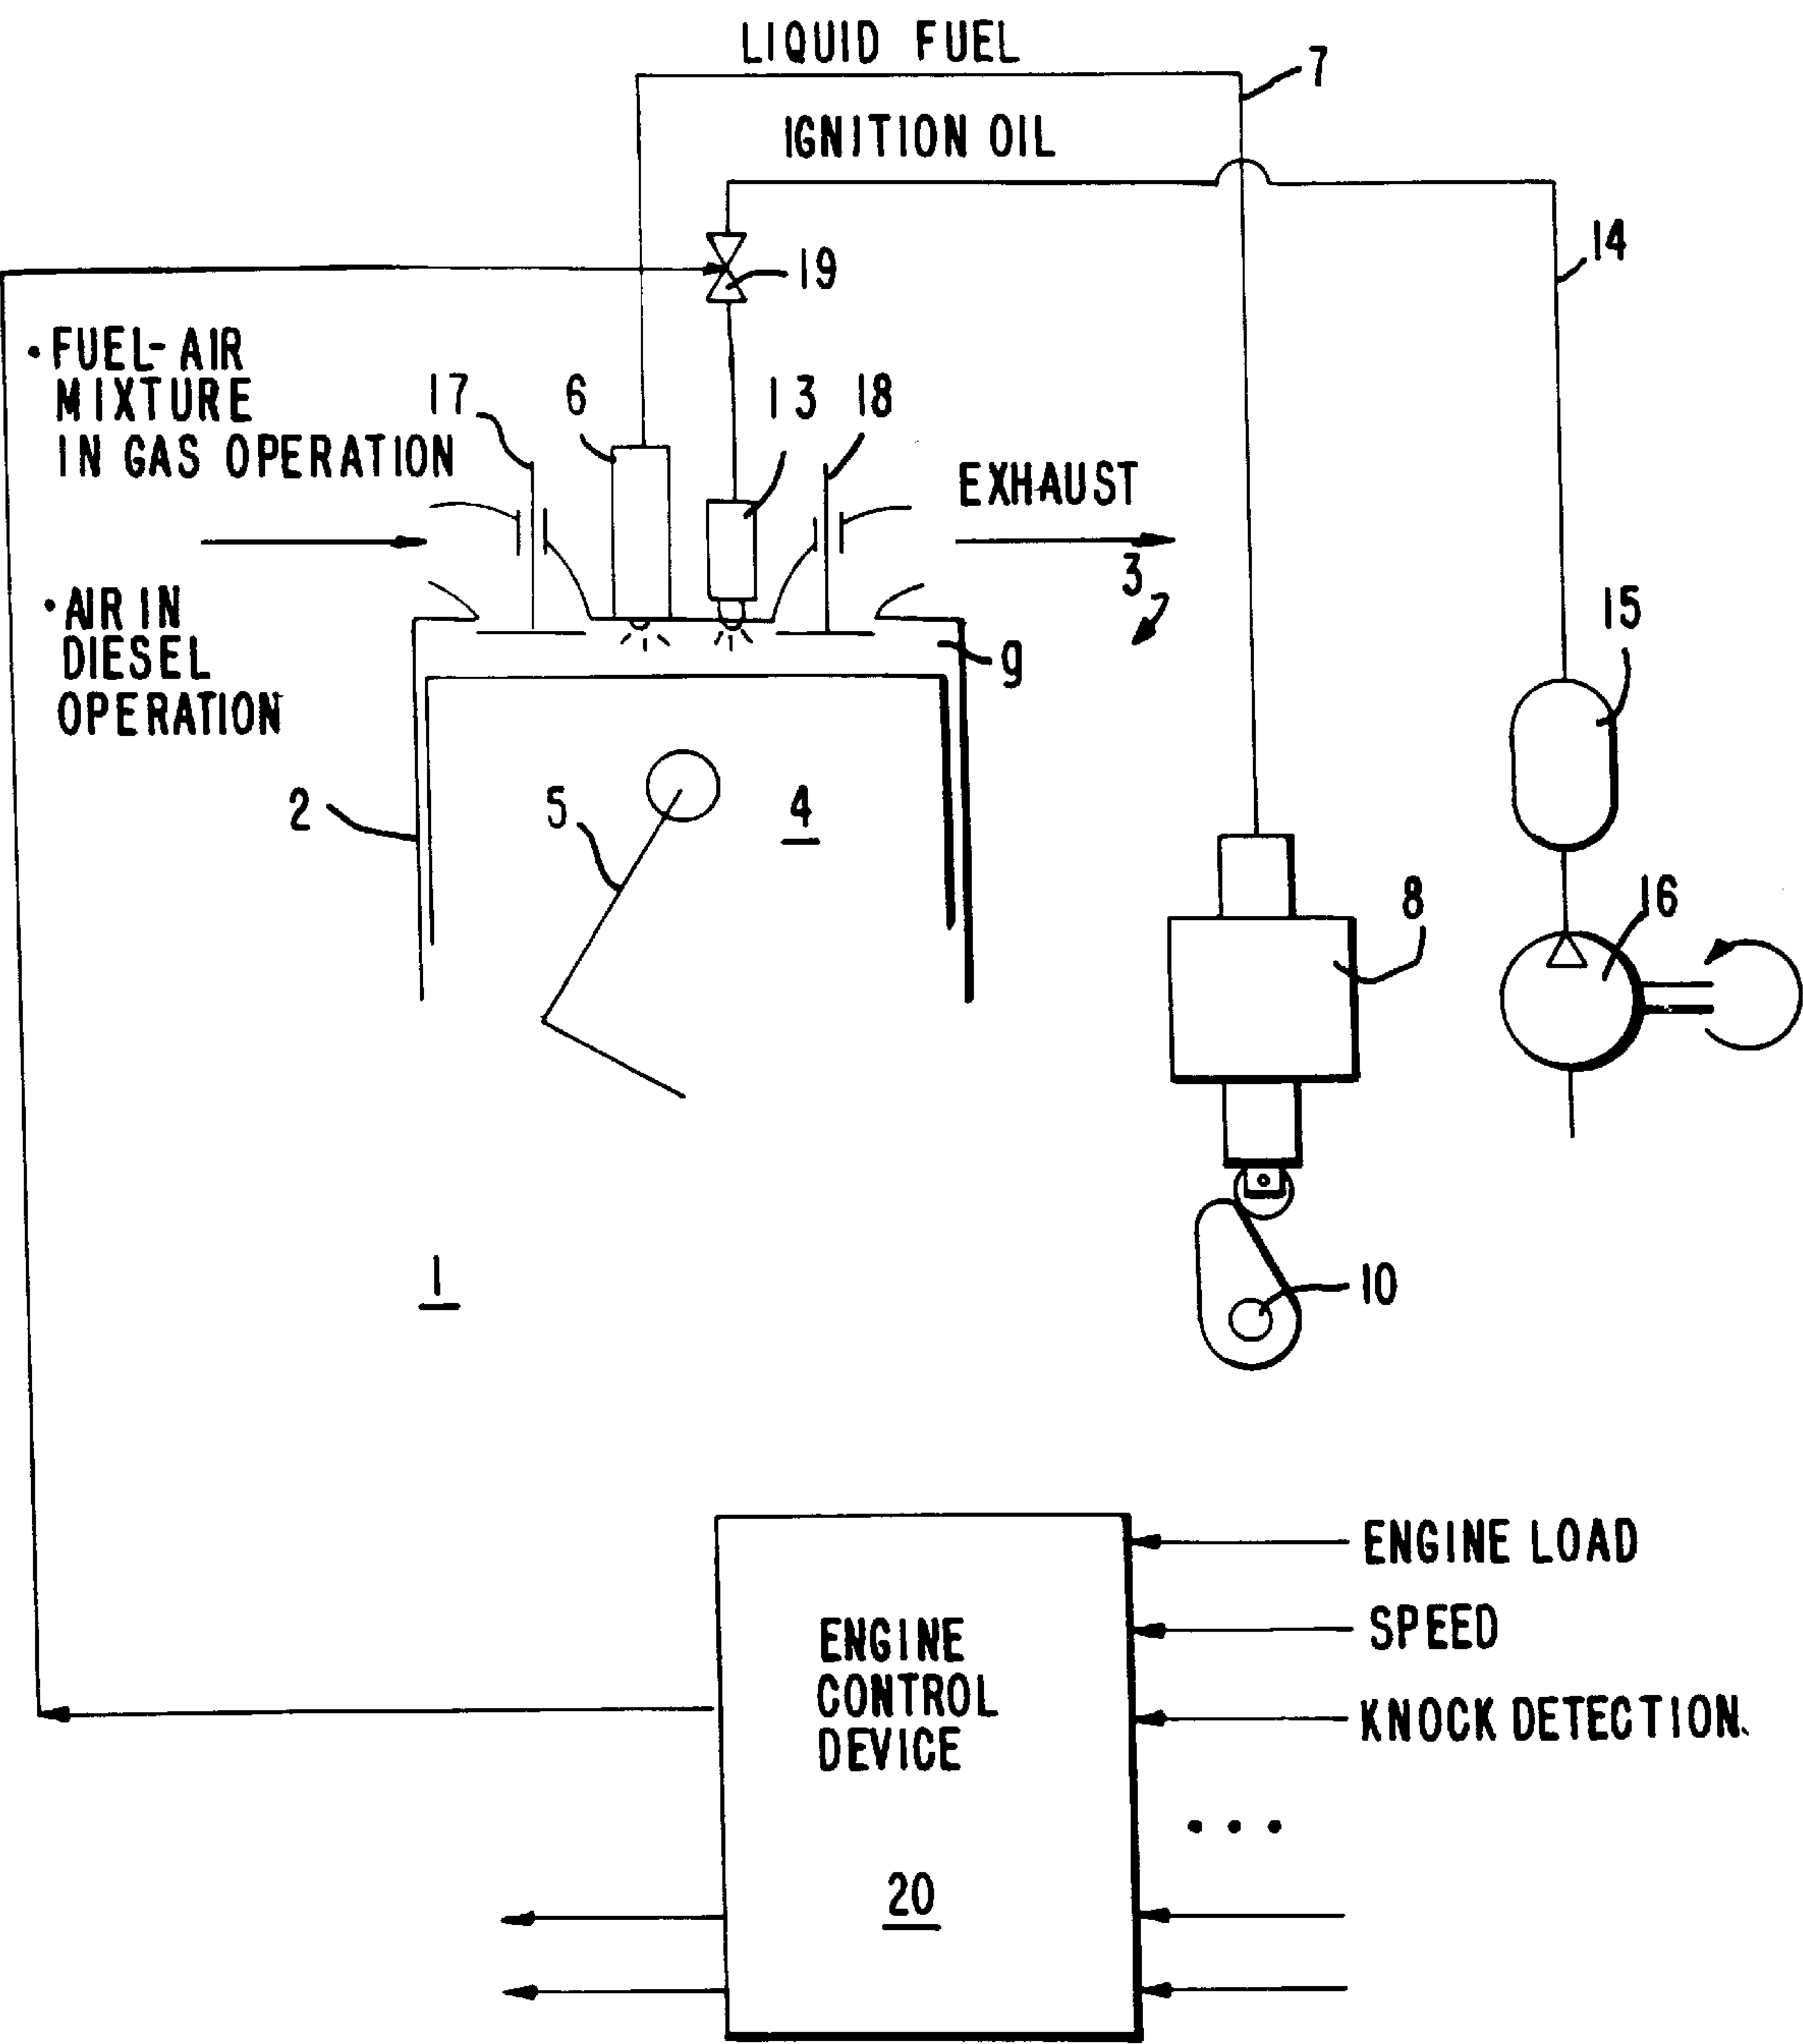 LIQUID FUEL
7
IGNITION OIL
14
19
• FUEL-AIR
MIXTURE
IN GAS OPERATION
17
6
13
18
EXHAUST
3
• AIR IN
DIESEL
OPERATION
9
15
2
5
4
8
16
1
10
ENGINE LOAD
SPEED
KNOCK DETECTION
ENGINE
CONTROL
DEVICE
• • •
20